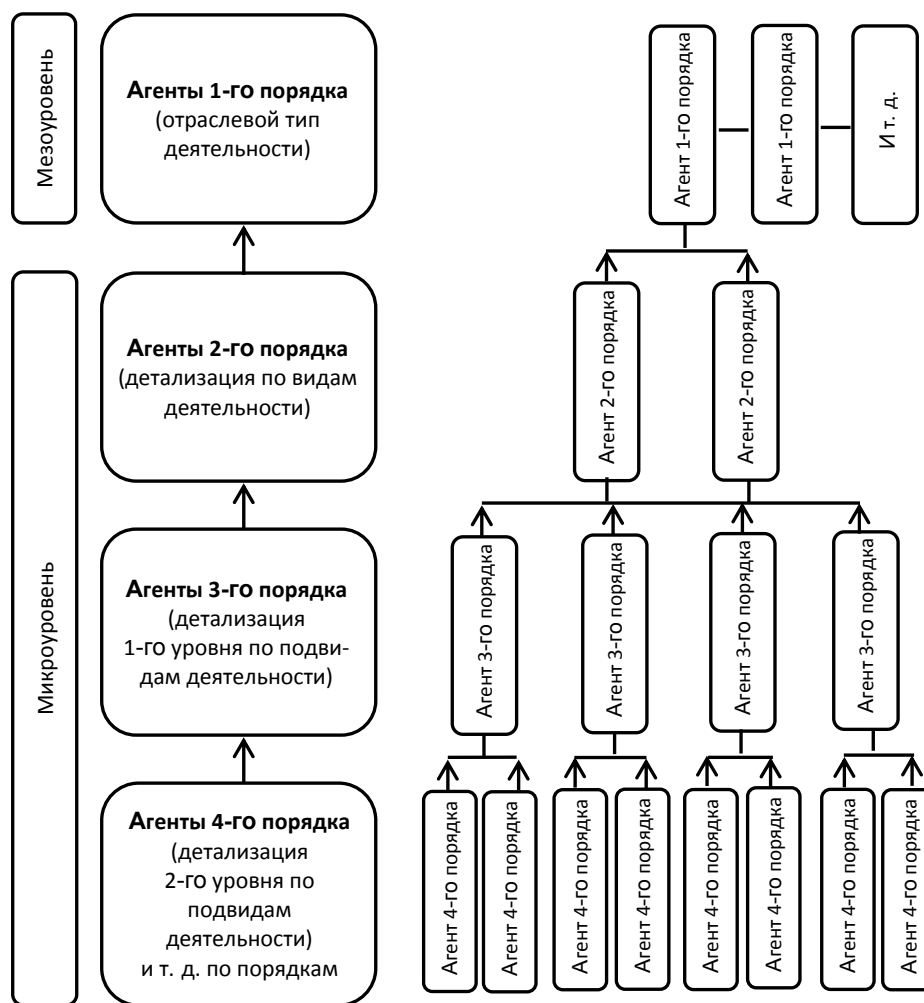 Мезоуровень
Агенты 1-го порядка
(отраслевой тип
деятельности)
Агент 1-го порядка
Агент 1-го порядка
И т. д.
Микроуровень
Агенты 2-го порядка
(детализация по видам
деятельности)
Агент 2-го порядка
Агент 2-го порядка
Агенты 3-го порядка
(детализация
1-го уровня по подви-
дам деятельности)
Агент 3-го порядка
Агент 3-го порядка
Агент 3-го порядка
Агент 3-го порядка
Агенты 4-го порядка
(детализация
2-го уровня по
подвидам
деятельности)
и т. д. по порядкам
Агент 4-го порядка
Агент 4-го порядка
Агент 4-го порядка
Агент 4-го порядка
Агент 4-го порядка
Агент 4-го порядка
Агент 4-го порядка
Агент 4-го порядка